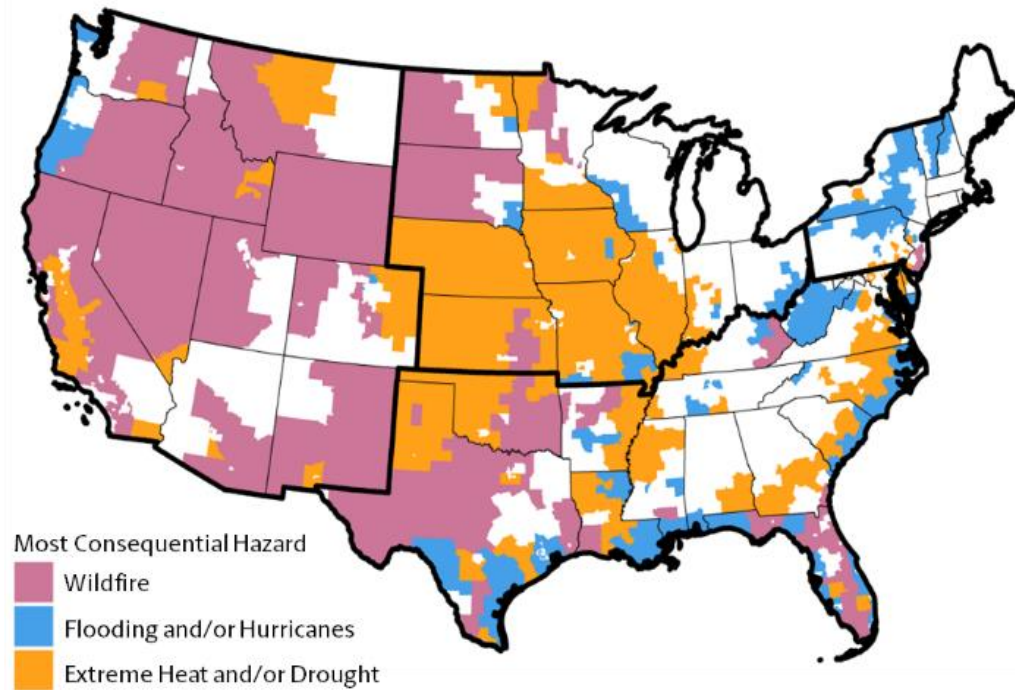 Most Consequential Hazard
Wildfire
Flooding and/or Hurricanes
Extreme Heat and/or Drought